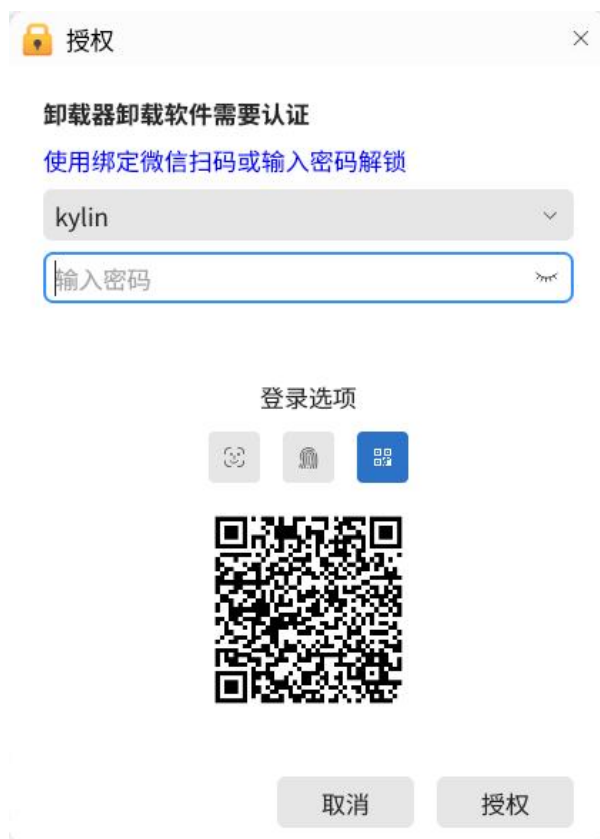 授权
卸载器卸载软件需要认证
使用绑定微信扫码或输入密码解锁
kylin
输入密码
登录选项
取消
授权